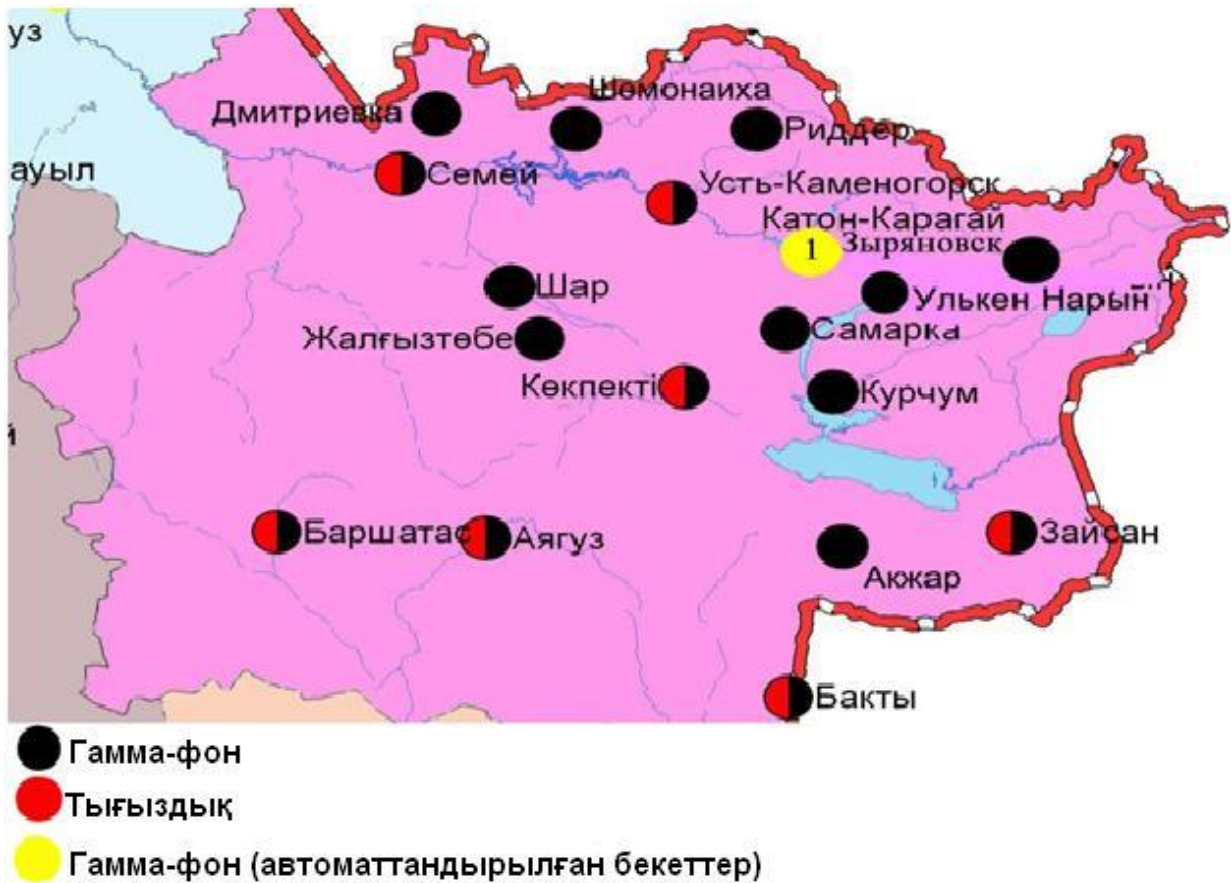 уз
Шемонаиха
Дмитриевка
Риддер
ауыл
Семей
Усть-Каменогорск
Катон-Карагай
1 Зыряновск
Шар
Улькен Нарын
Самарка
Жалғызтөбе
Көкпекті
Курчум
й
Баршатас
Аягуз
Зайсан
Акжар
Бакты
Гамма-фон
Тығыздық
Гамма-фон (автоматтандырылған бекеттер)